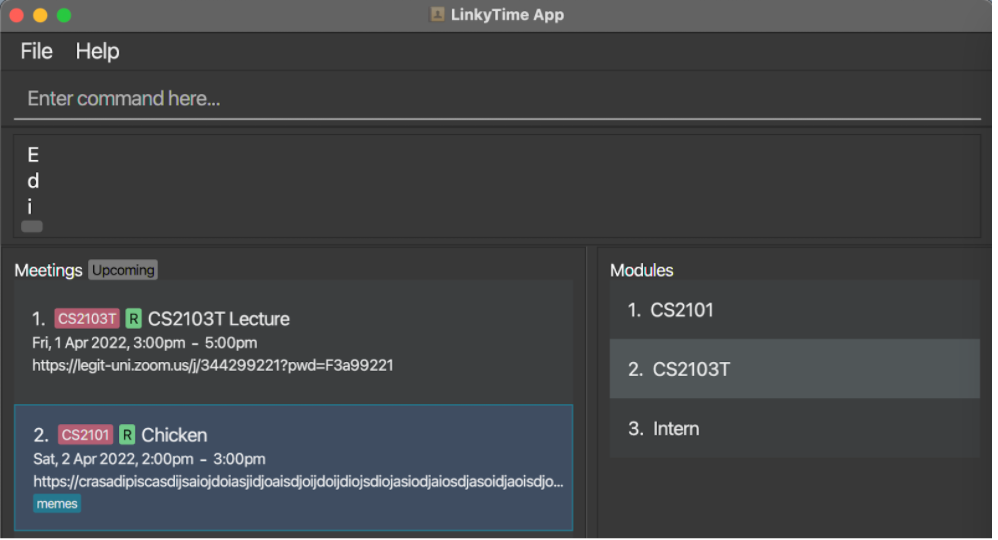 LinkyTime App
File Help
Enter command here...
E
d
i
Meetings Upcoming
1. CS2103T R CS2103T Lecture
Fri, 1 Apr 2022, 3:00pm - 5:00pm
https://legit-uni.zoom.us/j/344299221?pwd=F3a99221
2. CS2101 R Chicken
Sat, 2 Apr 2022, 2:00pm - 3:00pm
https://crasadipiscasdijsaiojdoiasjidjoaisdjoijdoijdiojsdiojasiodjaiosdjasoidjaoisdjo...
memes
Modules
1. CS2101
2. CS2103T
3. Intern